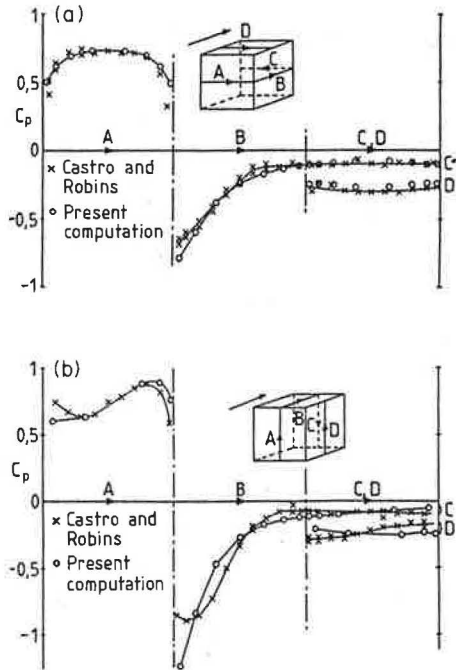 (a)
1
0,5
Cp
0
-0,5
-1
D
C
A
B
A
B
C,D
C
D
× Castro and
Robins
o Present
computation
(b)
1
0,5
Cp
0
-0,5
-1
A
B
C
D
A
B
C,D
C
D
× Castro and
Robins
o Present
computation